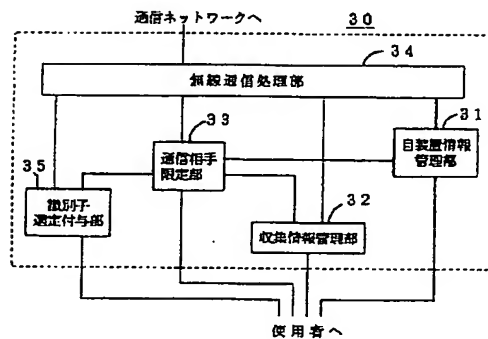 通信ネットワークへ
30
34
無線通信処理部
31
33
自装置情報
管理部
通信相手
限定部
35
識別子
選定付与部
32
収集情報管理部
使用者へ